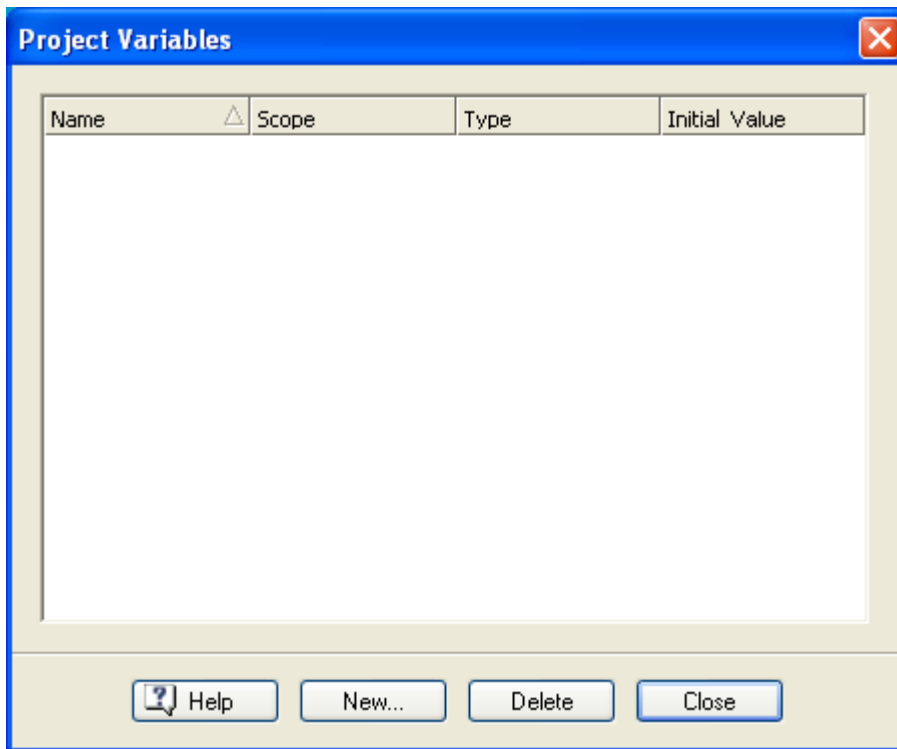 Project Variables
Name Scope Type Initial Value
Help New... Delete Close